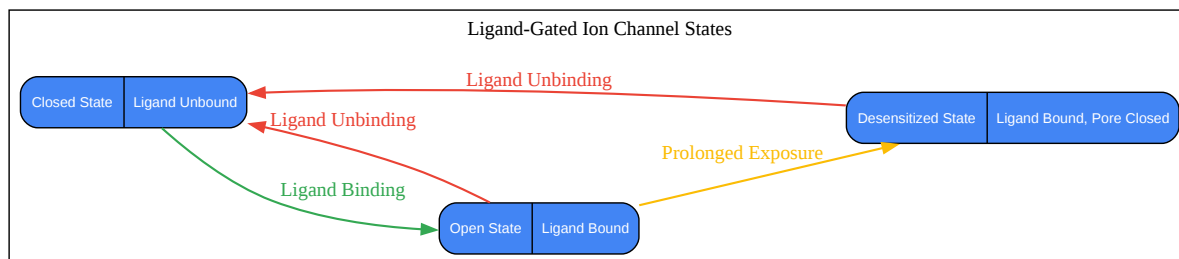 Ligand-Gated Ion Channel States
Ligand Unbinding
Closed State
Ligand Unbound
Desensitized State
Ligand Bound, Pore Closed
Ligand Unbinding
Prolonged Exposure
Ligand Binding
Open State
Ligand Bound